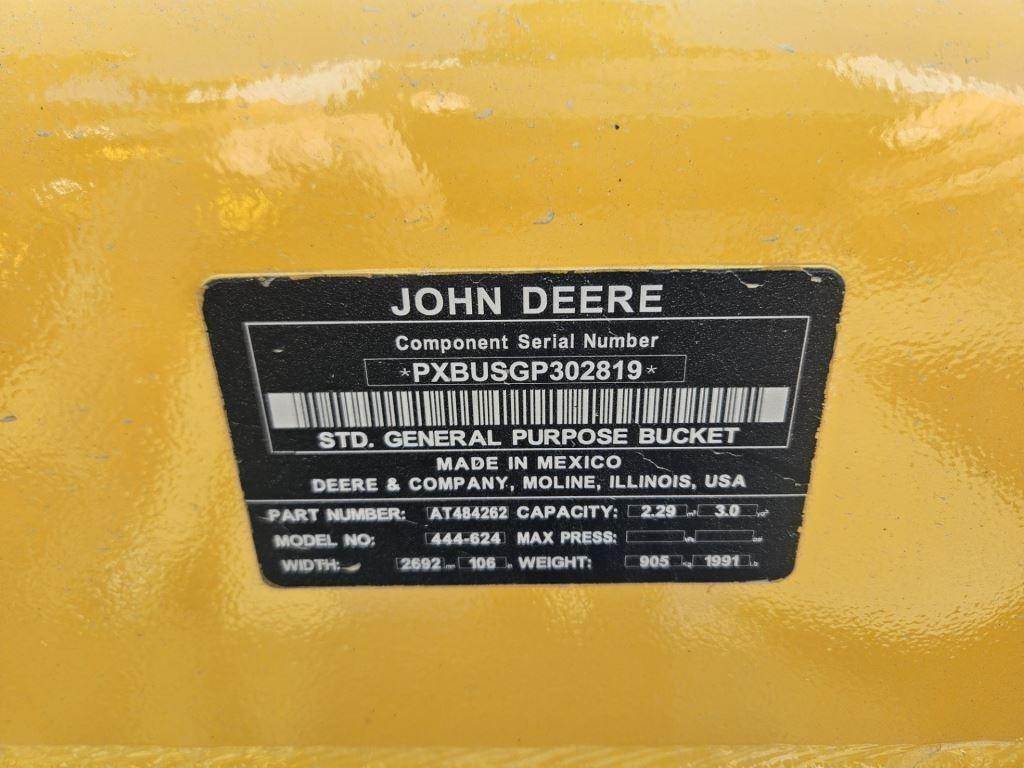 JOHN DEERE
Component Serial Number
*PXBUSGP302819*
STD. GENERAL PURPOSE BUCKET
MADE IN MEXICO
DEERE & COMPANY, MOLINE, ILLINOIS, USA
PART NUMBER: AT484262 CAPACITY: 2.29 3.0
MODEL NO: 444-624 MAX PRESS:
WIDTH: 2692 106 WEIGHT: 905 1991